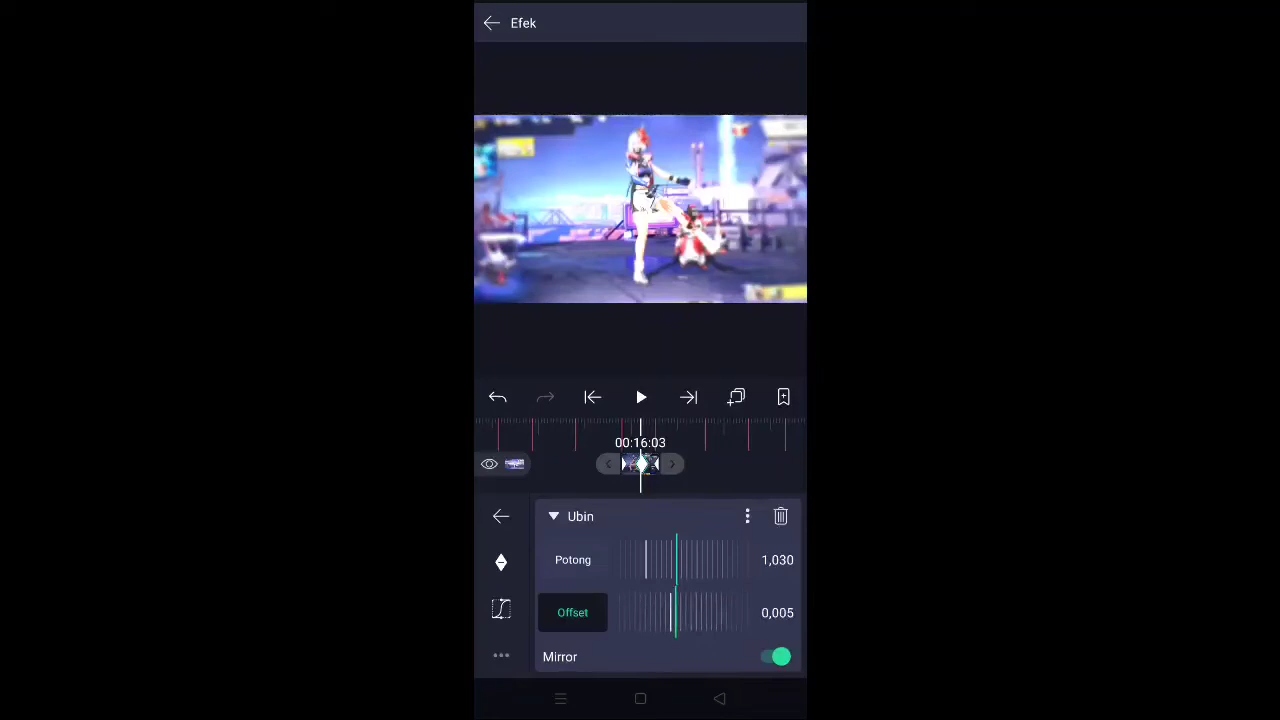 Efek
00:16:03
Ubin
Potong 1,030
Offset 0,005
Mirror